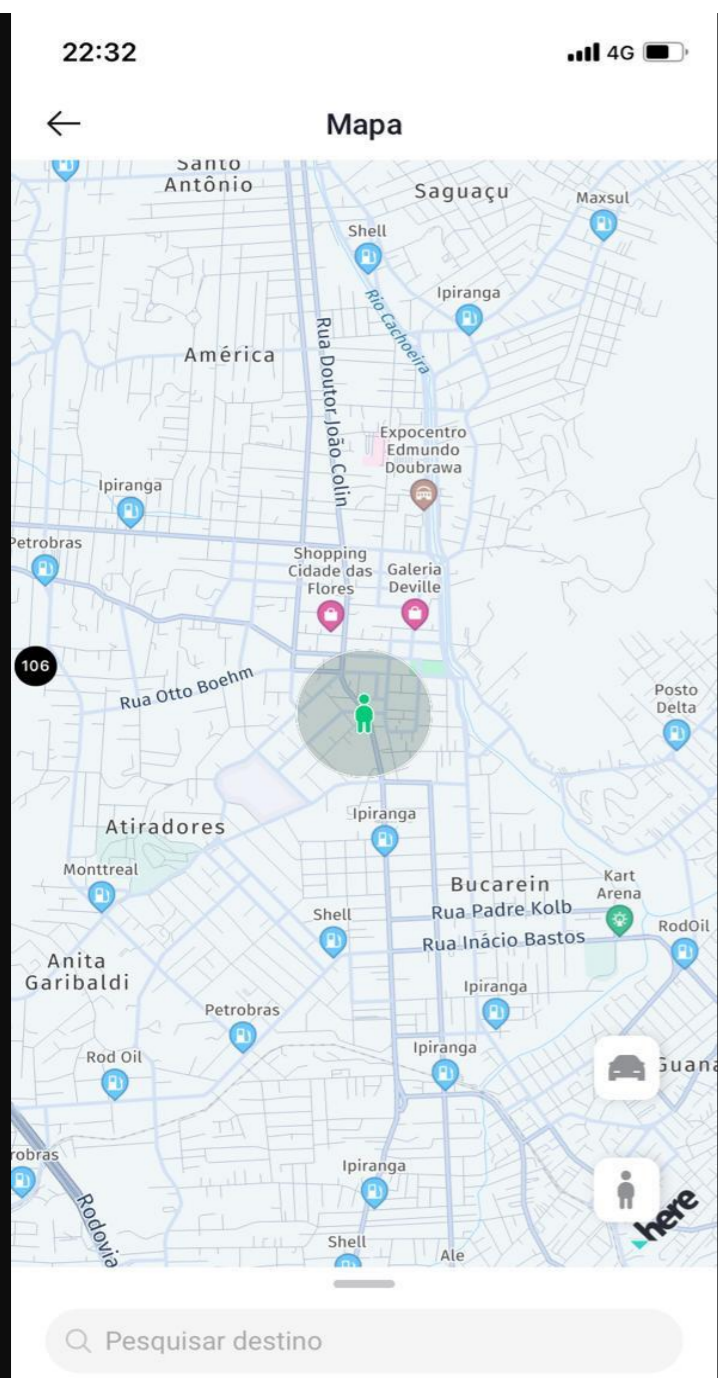 22:32
4G
Mapa
Santo
Antônio
Saguaçu
Maxsul
Shell
Ipiranga
Rio Cachoeira
Rua Doutor João Colin
América
Expocentro
Edmundo
Doubrawa
Ipiranga
Petrobras
Shopping
Cidade das
Flores
Galeria
Deville
106
Rua Otto Boehm
Posto
Delta
Ipiranga
Atiradores
Monttreal
Bucarein
Kart
Arena
Rua Padre Kolb
Shell
RodOil
Rua Inácio Bastos
Anita
Garibaldi
Ipiranga
Petrobras
Rod Oil
Ipiranga
Guana
robras
Ipiranga
Rodovia
here
Shell
Ale
Pesquisar destino